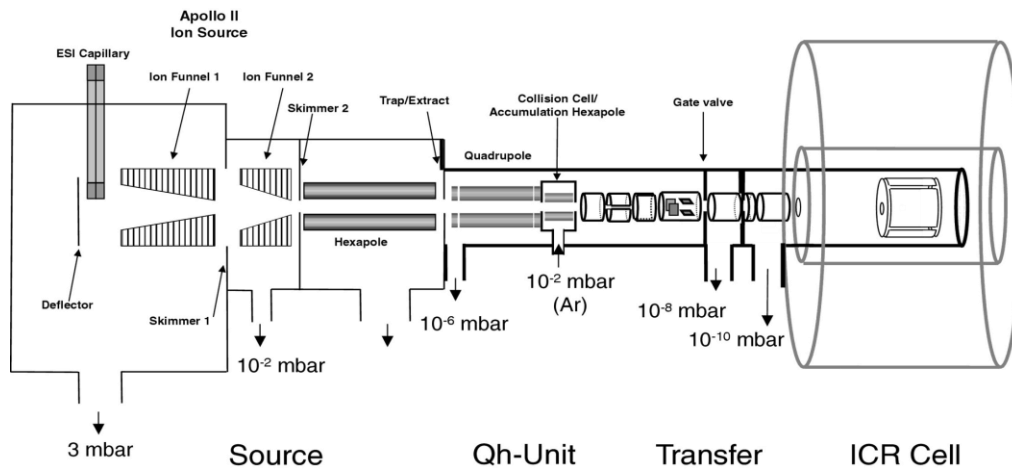 Apollo II
Ion Source
ESI Capillary
Ion Funnel 1
Ion Funnel 2
Skimmer 2
Trap/Extract
Collision Cell/
Accumulation Hexapole
Gate valve
Quadrupole
Hexapole
Deflector
Skimmer 1
10-2 mbar
(Ar)
10-6 mbar
10-8 mbar
10-10 mbar
10-2 mbar
3 mbar
Source
Qh-Unit
Transfer
ICR Cell